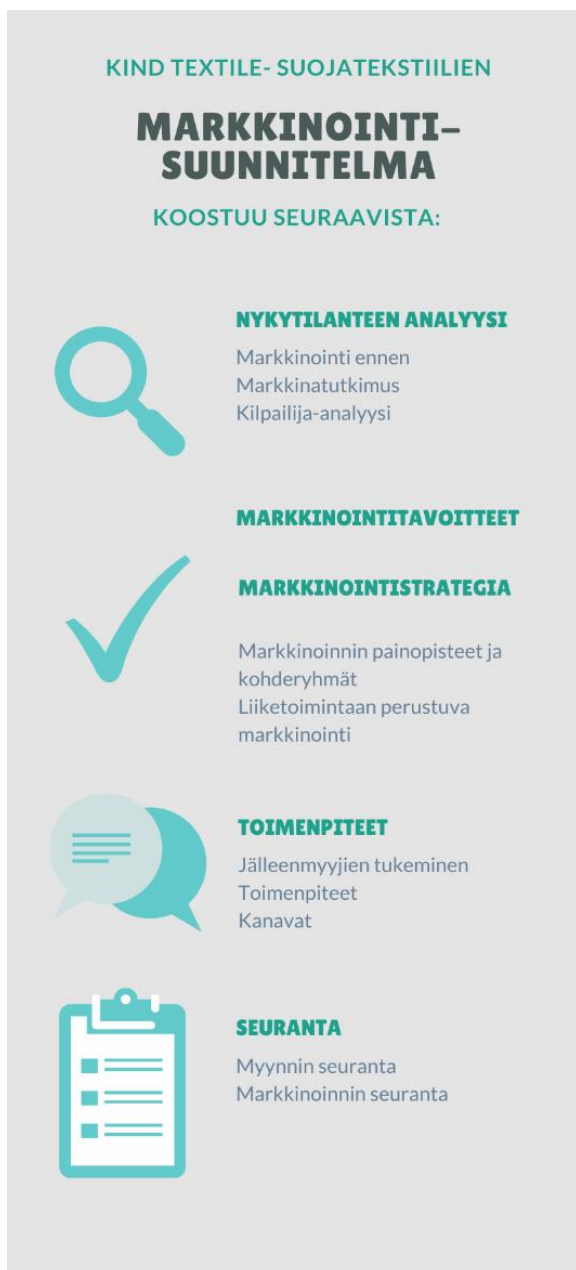 KIND TEXTILE- SUOJATEKSTIILIEN
MARKKINOINTI-
SUUNNITELMA
KOOSTUU SEURAAVISTA:
NYKYTILANTEEN ANALYYSI
Markkinointi ennen
Markkinatutkimus
Kilpailija-analyysi
MARKKINOINTITAVOITTEET
MARKKINOINTISTRATEGIA
Markkinoinnin painopisteet ja
kohderyhmät
Liiketoimintaan perustuva
markkinointi
TOIMENPITEET
Jälleenmyyjien tukeminen
Toimenpiteet
Kanavat
SEURANTA
Myynnin seuranta
Markkinoinnin seuranta